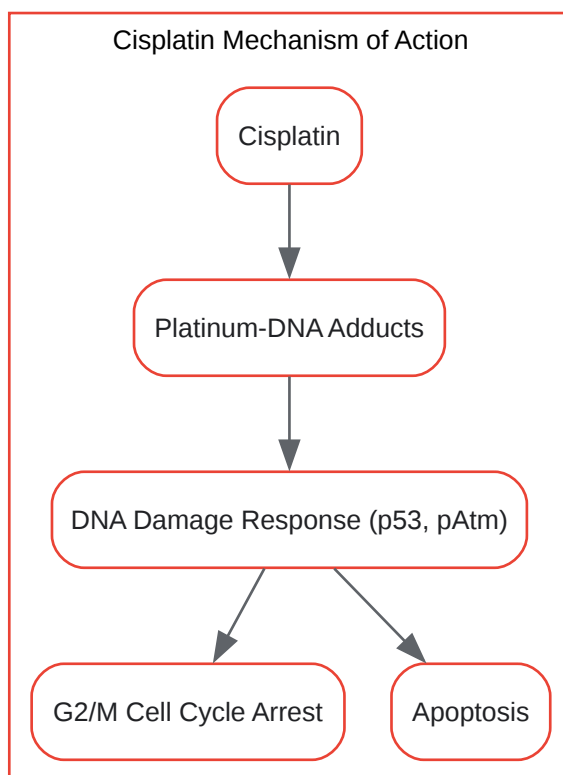 Cisplatin Mechanism of Action
Cisplatin
Platinum-DNA Adducts
DNA Damage Response (p53, pAtm)
G2/M Cell Cycle Arrest
Apoptosis